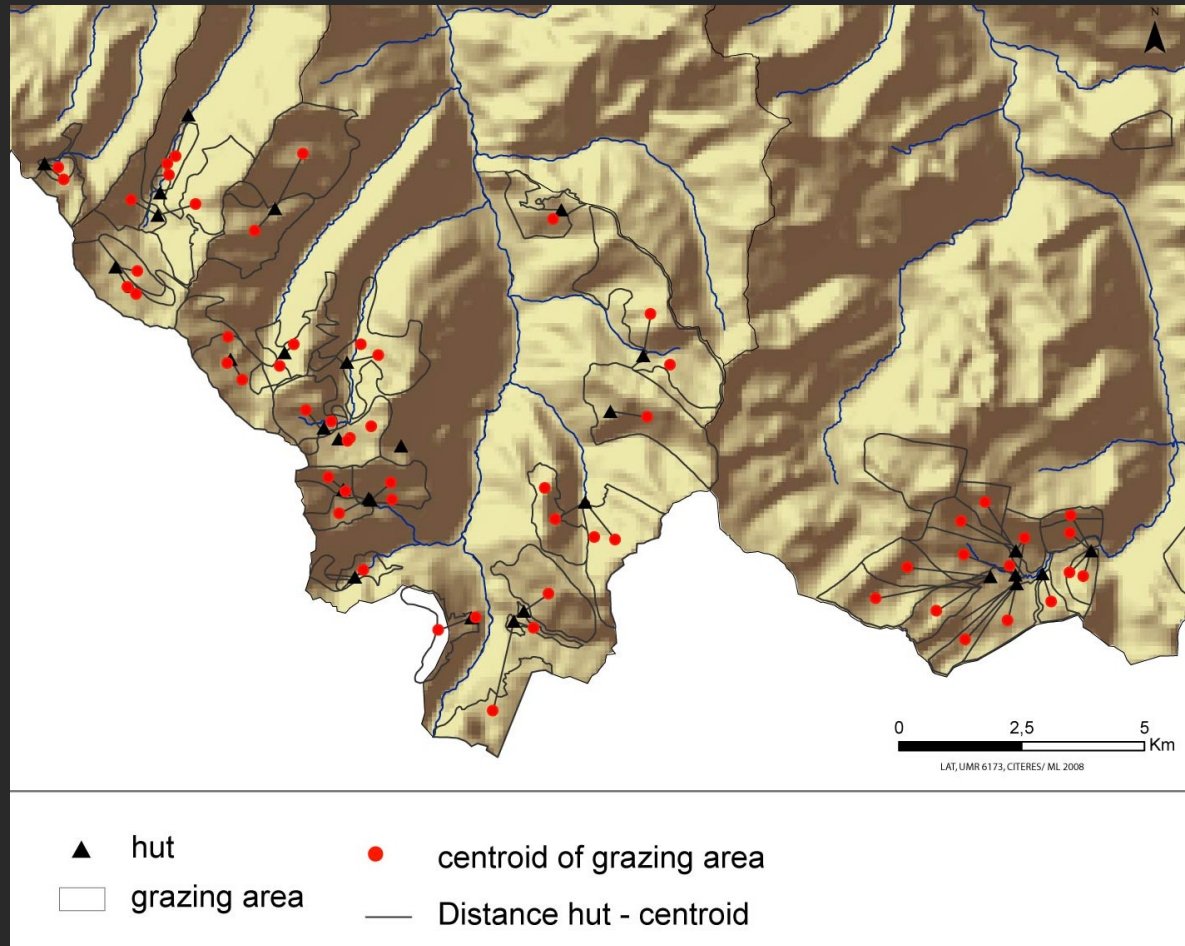 N
0 2,5 5
Km
LAT, UMR 6173, CITERES/ ML 2008
hut
centroid of grazing area
grazing area
Distance hut - centroid